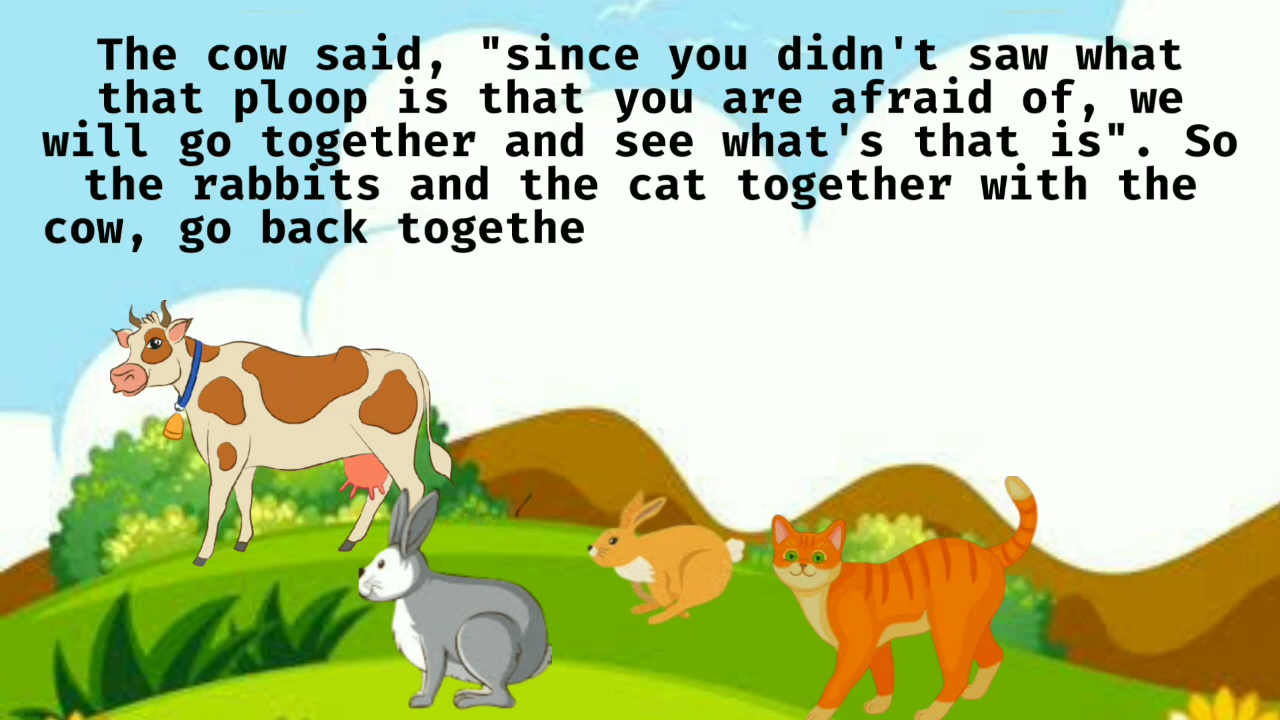 The cow said, "since you didn't saw what
that ploop is that you are afraid of, we
will go together and see what's that is". So
the rabbits and the cat together with the
cow, go back togethe